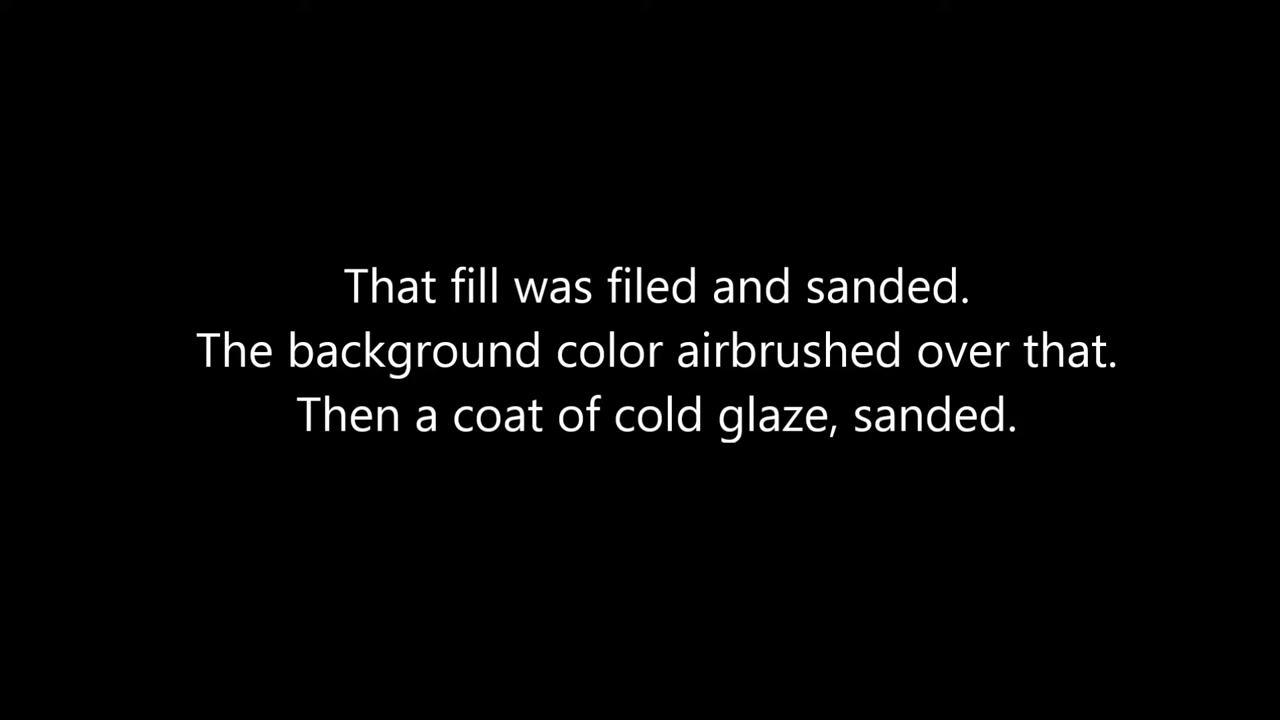 That fill was filed and sanded.
The background color airbrushed over that.
Then a coat of cold glaze, sanded.